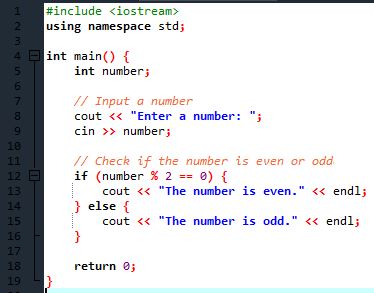 1 #include <iostream>
2 using namespace std;
3
4 int main() {
5     int number;
6
7     // Input a number
8     cout << "Enter a number: ";
9     cin >> number;
10
11     // Check if the number is even or odd
12     if (number % 2 == 0) {
13         cout << "The number is even." << endl;
14     } else {
15         cout << "The number is odd." << endl;
16     }
17
18     return 0;
19 }